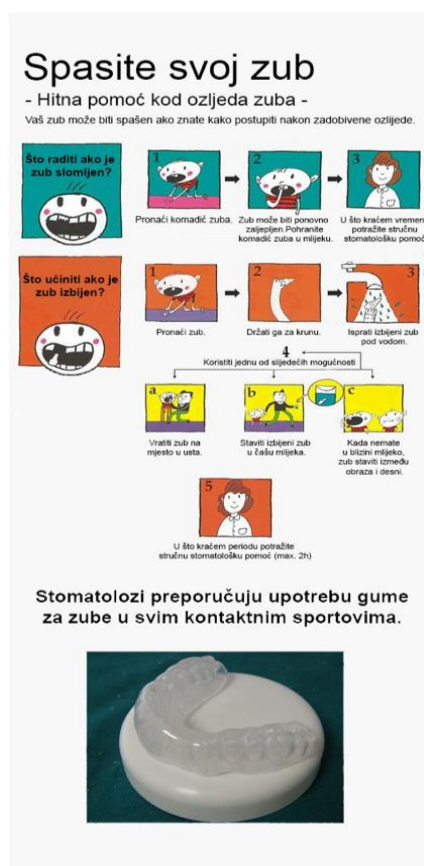 Spasite svoj zub
- Hitna pomoć kod ozljeda zuba -
Vaš zub može biti spašen ako znate kako postupiti nakon zadobivene ozlijede.
Što raditi ako je
zub slomljen?
1
Pronaći komadić zuba.
2
Zub može biti ponovno
zaljepljen.Pohranite
komadić zuba u mlijeku.
3
U što kraćem vremenu
potražite stručnu
stomatološku pomoć
Što učiniti ako je
zub izbijen?
1
Pronaći zub.
2
Držati ga za krunu.
3
Isprati izbijeni zub
pod vodom.
4
Koristiti jednu od slijedećih mogućnosti
a
Vratiti zub na
mjesto u usta.
b
Staviti izbijeni zub
u čašu mlijeka.
c
Kada nemate
u blizini mlijeko,
zub staviti između
obraza i desni.
5
U što kraćem periodu potražite
stručnu stomatološku pomoć (max. 2h)
Stomatolozi preporučuju upotrebu gume
za zube u svim kontaktnim sportovima.